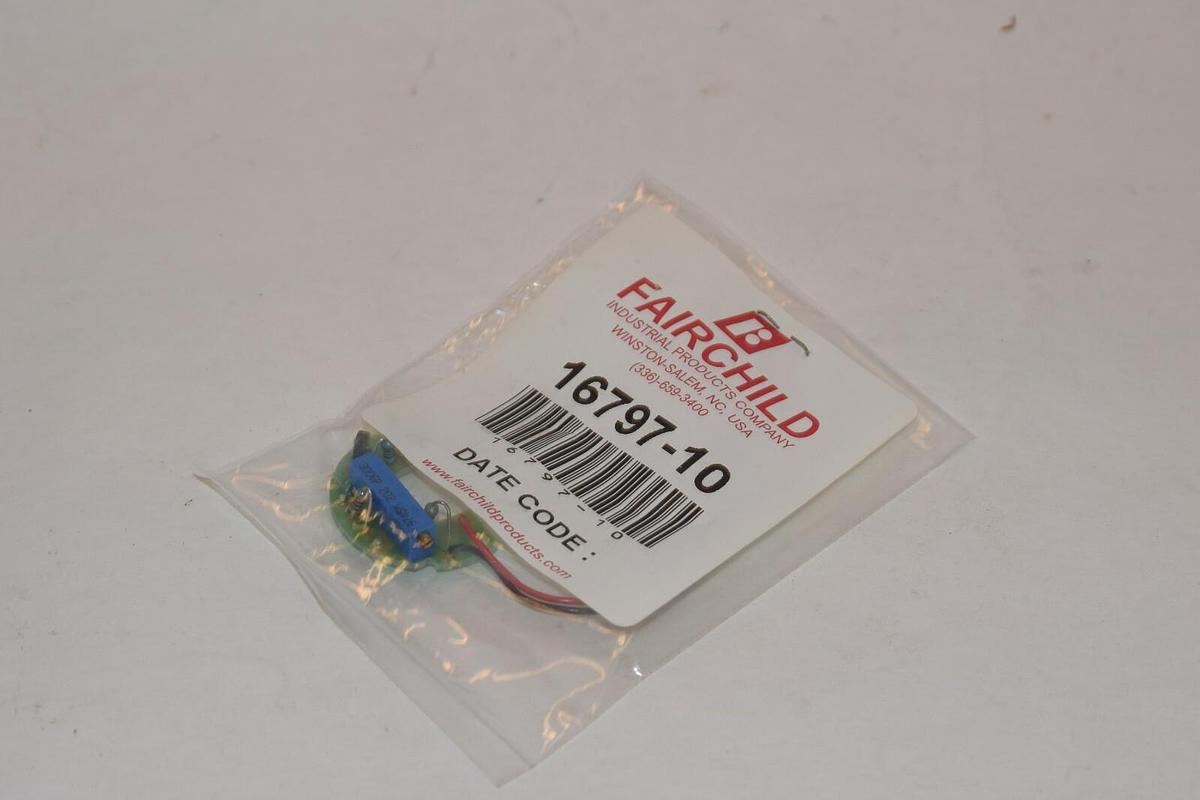 FAIRCHILD
INDUSTRIAL PRODUCTS COMPANY
WINSTON-SALEM, NC, USA
(336)-659-3400
16797-10
16797-10
DATE CODE:
www.fairchildproducts.com